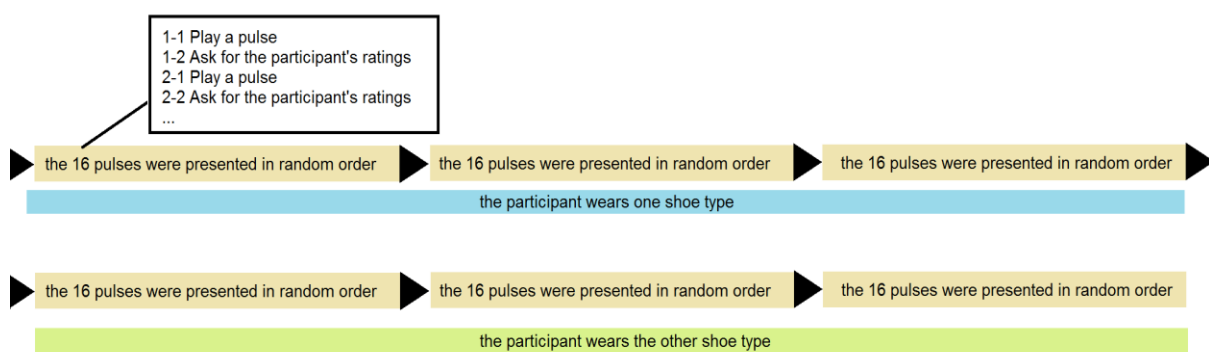 1-1 Play a pulse
1-2 Ask for the participant's ratings
2-1 Play a pulse
2-2 Ask for the participant's ratings
...
the 16 pulses were presented in random order
the 16 pulses were presented in random order
the 16 pulses were presented in random order
the participant wears one shoe type
the 16 pulses were presented in random order
the 16 pulses were presented in random order
the 16 pulses were presented in random order
the participant wears the other shoe type